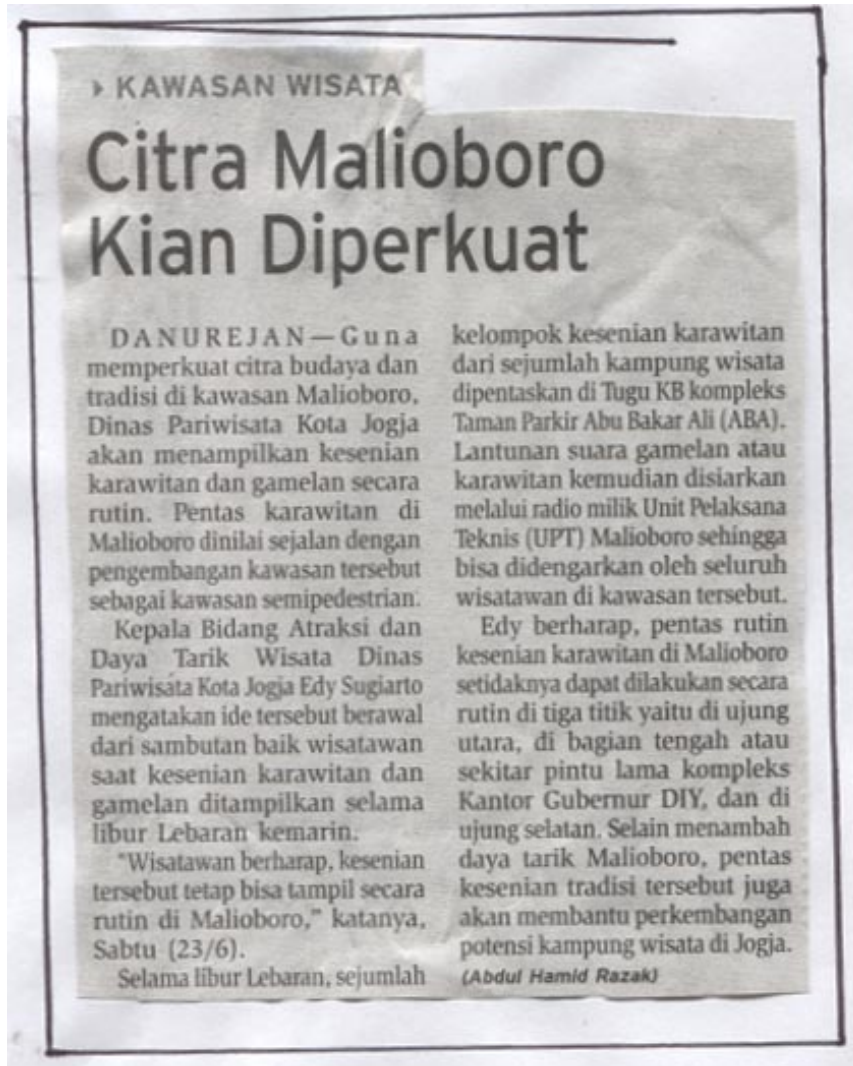 › KAWASAN WISATA
Citra Malioboro
Kian Diperkuat
DANUREJAN—Guna
memperkuat citra budaya dan
tradisi di kawasan Malioboro,
Dinas Pariwisata Kota Jogja
akan menampilkan kesenian
karawitan dan gamelan secara
rutin. Pentas karawitan di
Malioboro dinilai sejalan dengan
pengembangan kawasan tersebut
sebagai kawasan semipedestrian.
Kepala Bidang Atraksi dan
Daya Tarik Wisata Dinas
Pariwisata Kota Jogja Edy Sugiarto
mengatakan ide tersebut berawal
dari sambutan baik wisatawan
saat kesenian karawitan dan
gamelan ditampilkan selama
libur Lebaran kemarin.
"Wisatawan berharap, kesenian
tersebut tetap bisa tampil secara
rutin di Malioboro," katanya,
Sabtu (23/6).
Selama libur Lebaran, sejumlah
kelompok kesenian karawitan
dari sejumlah kampung wisata
dipentaskan di Tugu KB kompleks
Taman Parkir Abu Bakar Ali (ABA).
Lantunan suara gamelan atau
karawitan kemudian disiarkan
melalui radio milik Unit Pelaksana
Teknis (UPT) Malioboro sehingga
bisa didengarkan oleh seluruh
wisatawan di kawasan tersebut.
Edy berharap, pentas rutin
kesenian karawitan di Malioboro
setidaknya dapat dilakukan secara
rutin di tiga titik yaitu di ujung
utara, di bagian tengah atau
sekitar pintu lama kompleks
Kantor Gubernur DIY, dan di
ujung selatan. Selain menambah
daya tarik Malioboro, pentas
kesenian tradisi tersebut juga
akan membantu perkembangan
potensi kampung wisata di Jogja.
(Abdul Hamid Razak)